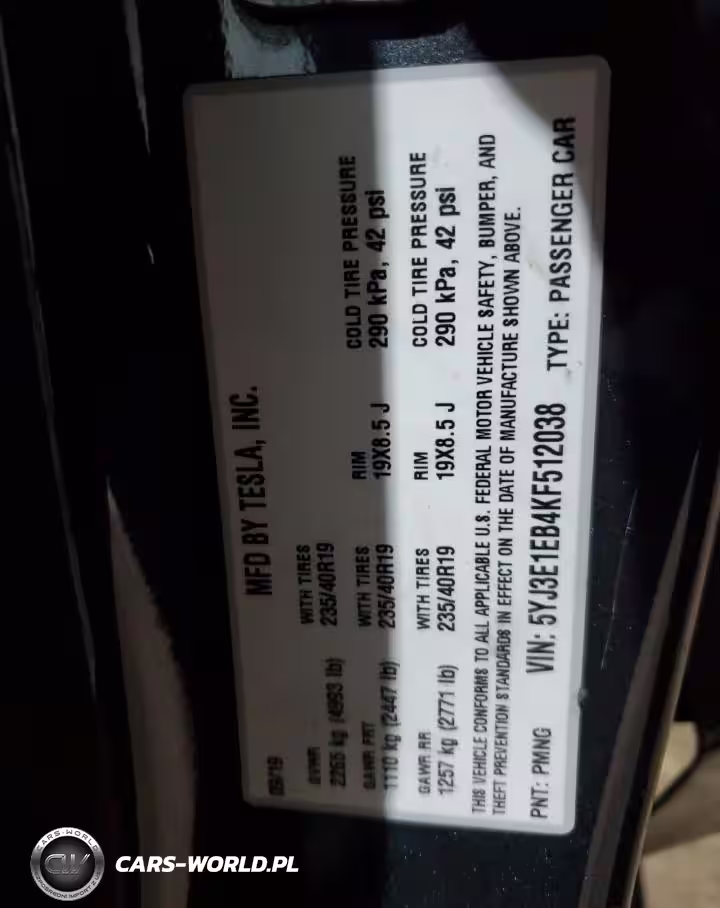 MFD BY TESLA, INC.
09/19
GVWR WITH TIRES
2265 kg (4993 lb) 235/40R19
GAWR FRT WITH TIRES RIM COLD TIRE PRESSURE
1110 kg (2447 lb) 235/40R19 19X8.5 J 290 kPa, 42 psi
GAWR RR WITH TIRES RIM COLD TIRE PRESSURE
1257 kg (2771 lb) 235/40R19 19X8.5 J 290 kPa, 42 psi
THIS VEHICLE CONFORMS TO ALL APPLICABLE U.S. FEDERAL MOTOR VEHICLE SAFETY, BUMPER, AND
THEFT PREVENTION STANDARDS IN EFFECT ON THE DATE OF MANUFACTURE SHOWN ABOVE.
PNT: PMNG VIN: 5YJ3E1EB4KF512038 TYPE: PASSENGER CAR
CARS-WORLD
CW
CARS-WORLD.PL